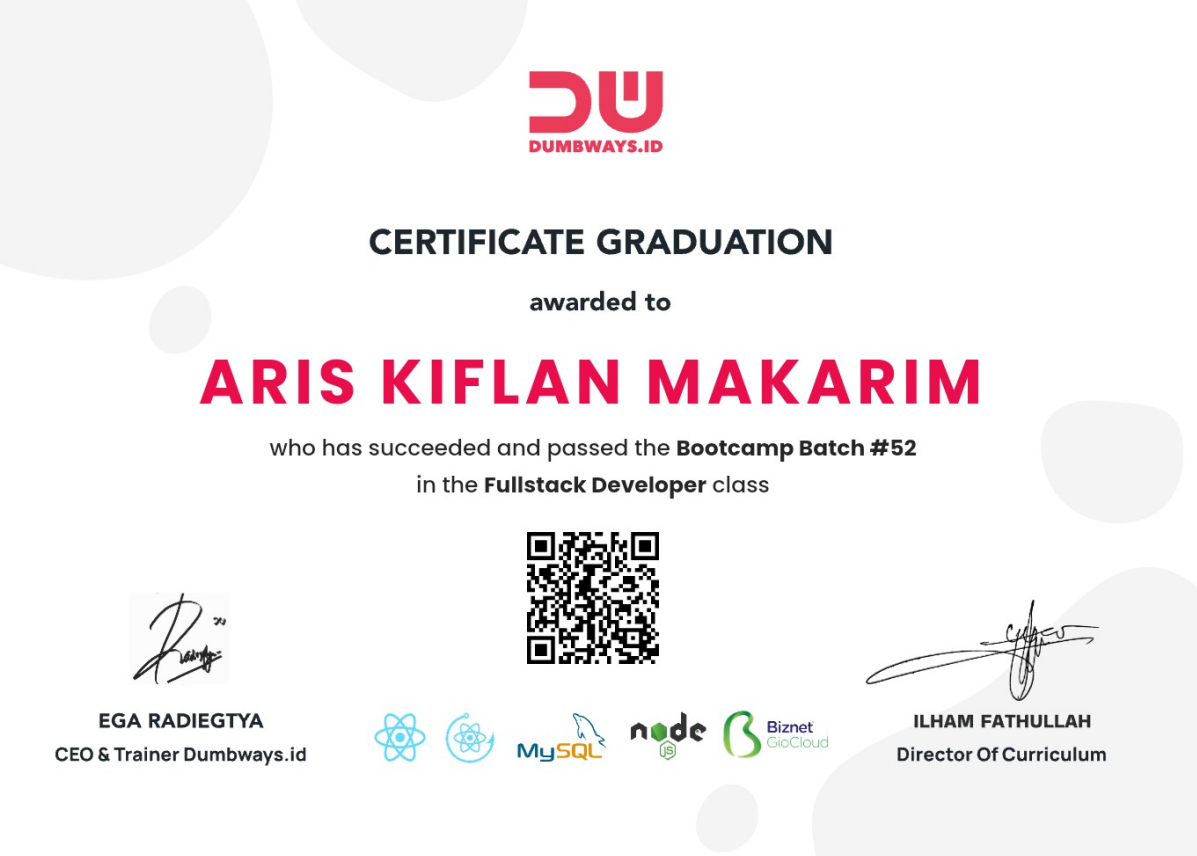 DUMBWAYS.ID
CERTIFICATE GRADUATION
awarded to
ARIS KIFLAN MAKARIM
who has succeeded and passed the Bootcamp Batch #52
in the Fullstack Developer class
EGA RADIEGTYA
CEO & Trainer Dumbways.id
MySQL
node
JS
Biznet
GioCloud
ILHAM FATHULLAH
Director Of Curriculum